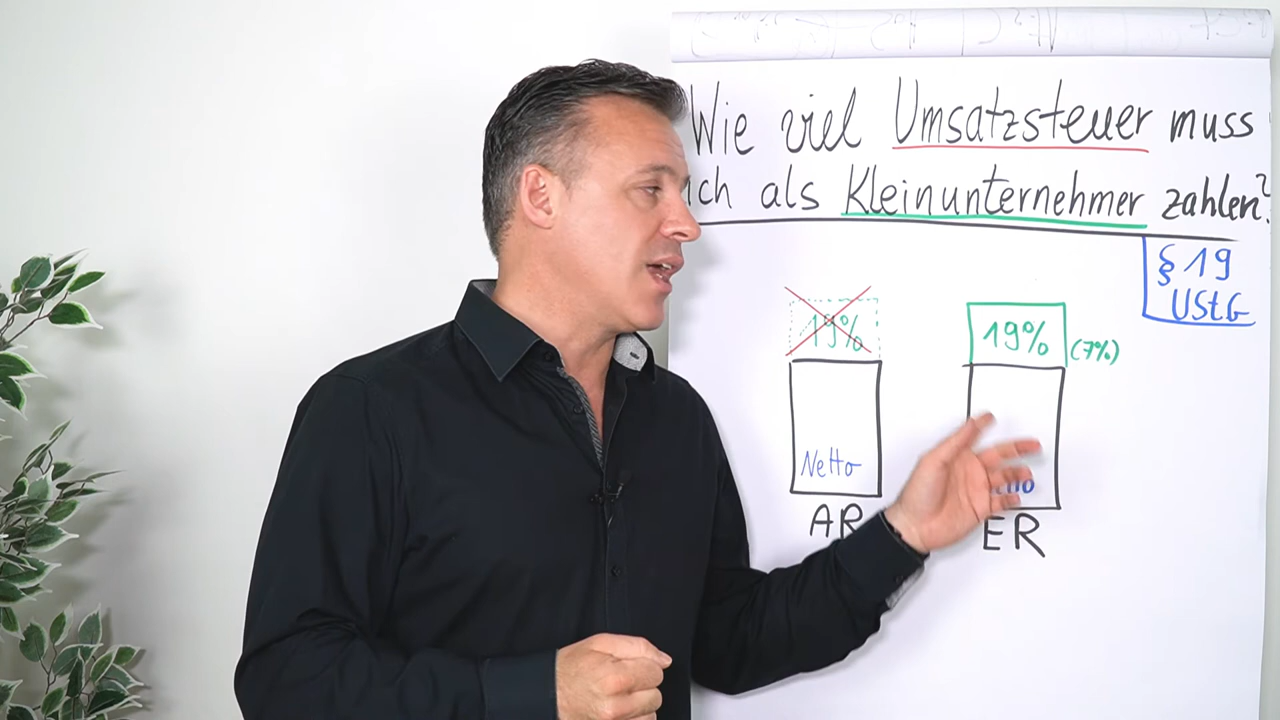 Wie viel Umsatzsteuer muss
ich als Kleinunternehmer zahlen?
§ 19
UStG
19%
19%
(7%)
Netto
AR
ER